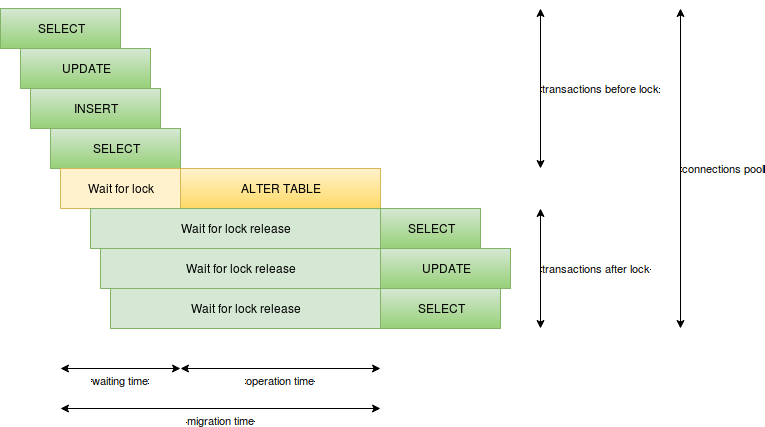 SELECT
UPDATE
INSERT
SELECT
Wait for lock
ALTER TABLE
Wait for lock release
SELECT
Wait for lock release
UPDATE
Wait for lock release
SELECT
transactions before lock
connections pool
transactions after lock
waiting time
operation time
migration time